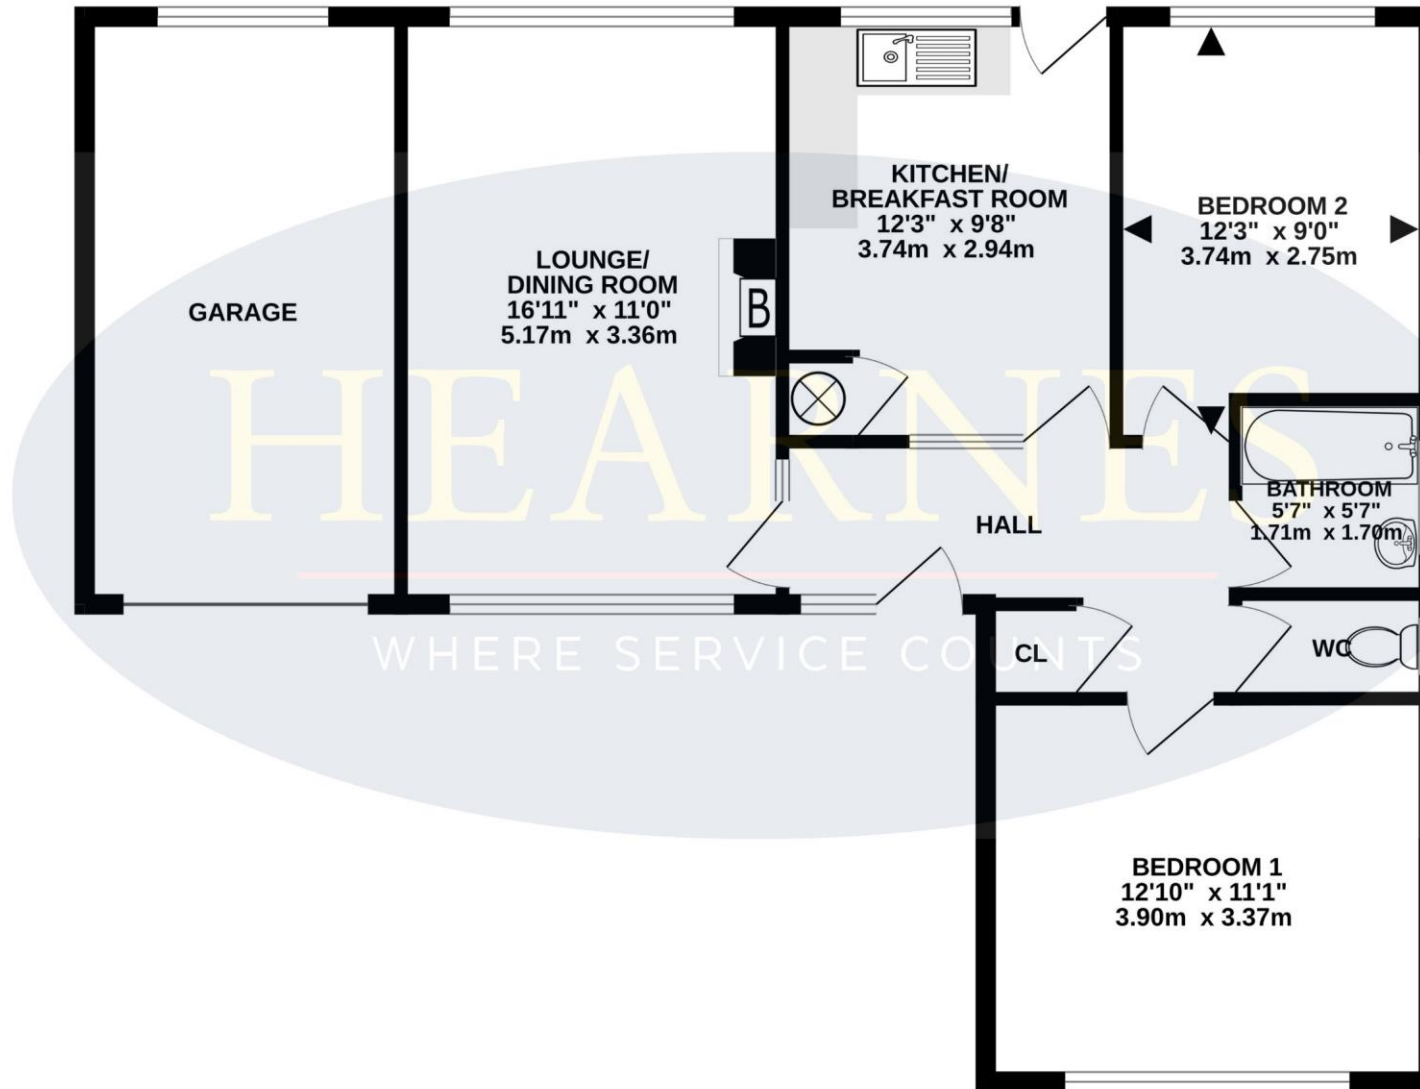 KITCHEN/
BREAKFAST ROOM
12'3" x 9'8"
3.74m x 2.94m
BEDROOM 2
12'3" x 9'0"
3.74m x 2.75m
LOUNGE/
DINING ROOM
16'11" x 11'0"
5.17m x 3.36m
B
GARAGE
HEARNES
BATHROOM
5'7" x 5'7"
1.71m x 1.70m
HALL
WHERE SERVICE COUNTS
CL
WC
BEDROOM 1
12'10" x 11'1"
3.90m x 3.37m